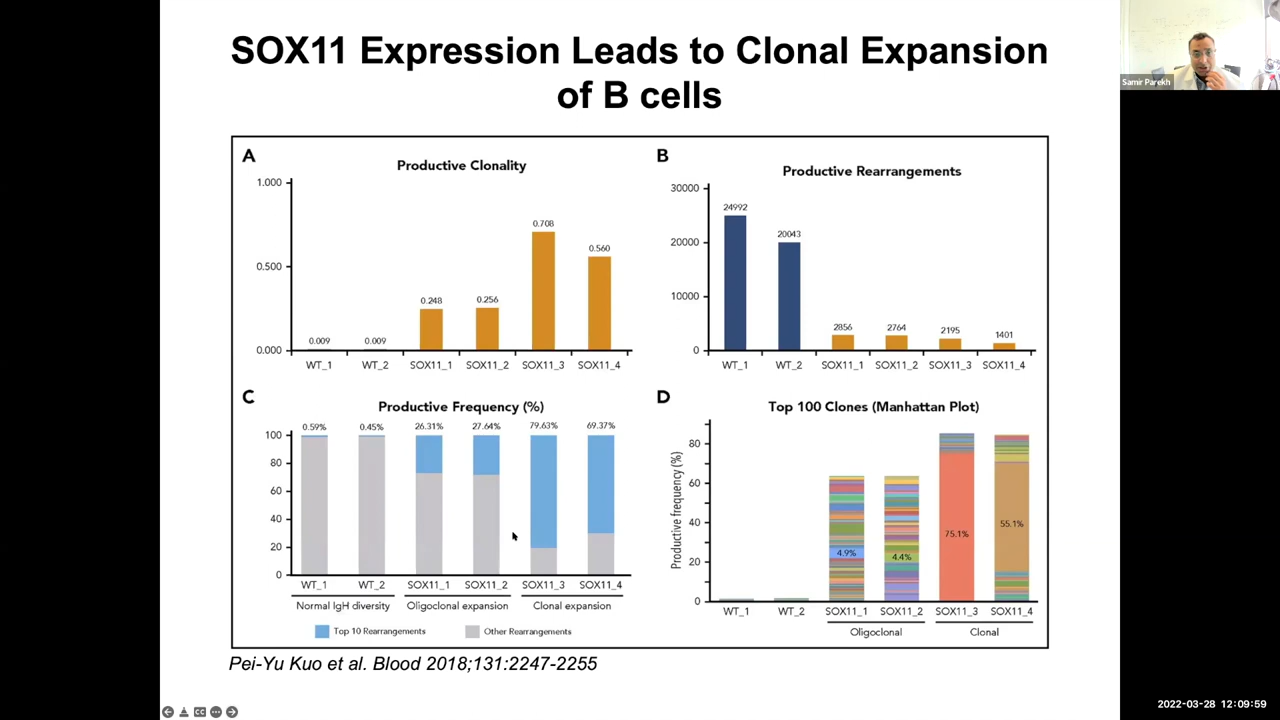 SOX11 Expression Leads to Clonal Expansion
of B cells
Samir Parekh
A
Productive Clonality
1.000
0.500
0.000
0.009
0.009
0.248
0.256
0.708
0.560
WT_1
WT_2
SOX11_1
SOX11_2
SOX11_3
SOX11_4
B
Productive Rearrangements
30000
20000
10000
0
24992
20043
2856
2764
2195
1401
WT_1
WT_2
SOX11_1
SOX11_2
SOX11_3
SOX11_4
C
Productive Frequency (%)
0.59%
0.45%
26.31%
27.64%
79.63%
69.37%
100
80
60
40
20
0
WT_1
WT_2
SOX11_1
SOX11_2
SOX11_3
SOX11_4
Normal IgH diversity
Oligoclonal expansion
Clonal expansion
Top 10 Rearrangements
Other Rearrangements
D
Top 100 Clones (Manhattan Plot)
Productive frequency (%)
80
60
40
20
0
4.9%
4.4%
75.1%
55.1%
WT_1
WT_2
SOX11_1
SOX11_2
SOX11_3
SOX11_4
Oligoclonal
Clonal
Pei-Yu Kuo et al. Blood 2018;131:2247-2255
CC
2022-03-28 12:09:59